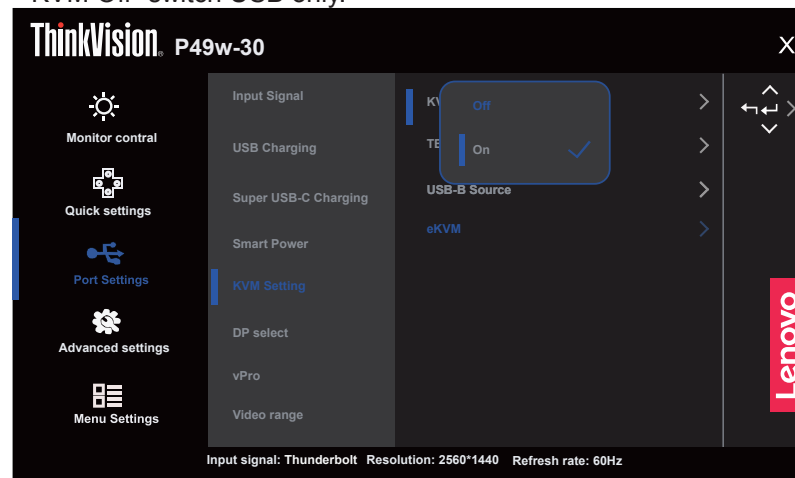 ThinkVision P49w-30 X
Monitor contral
Quick settings
Port Settings
Advanced settings
Menu Settings
Input Signal
USB Charging
Super USB-C Charging
Smart Power
KVM Setting
DP select
vPro
Video range
Off
On
USB-B Source
eKVM
Lenovo
Input signal: Thunderbolt Resolution: 2560*1440 Refresh rate: 60Hz